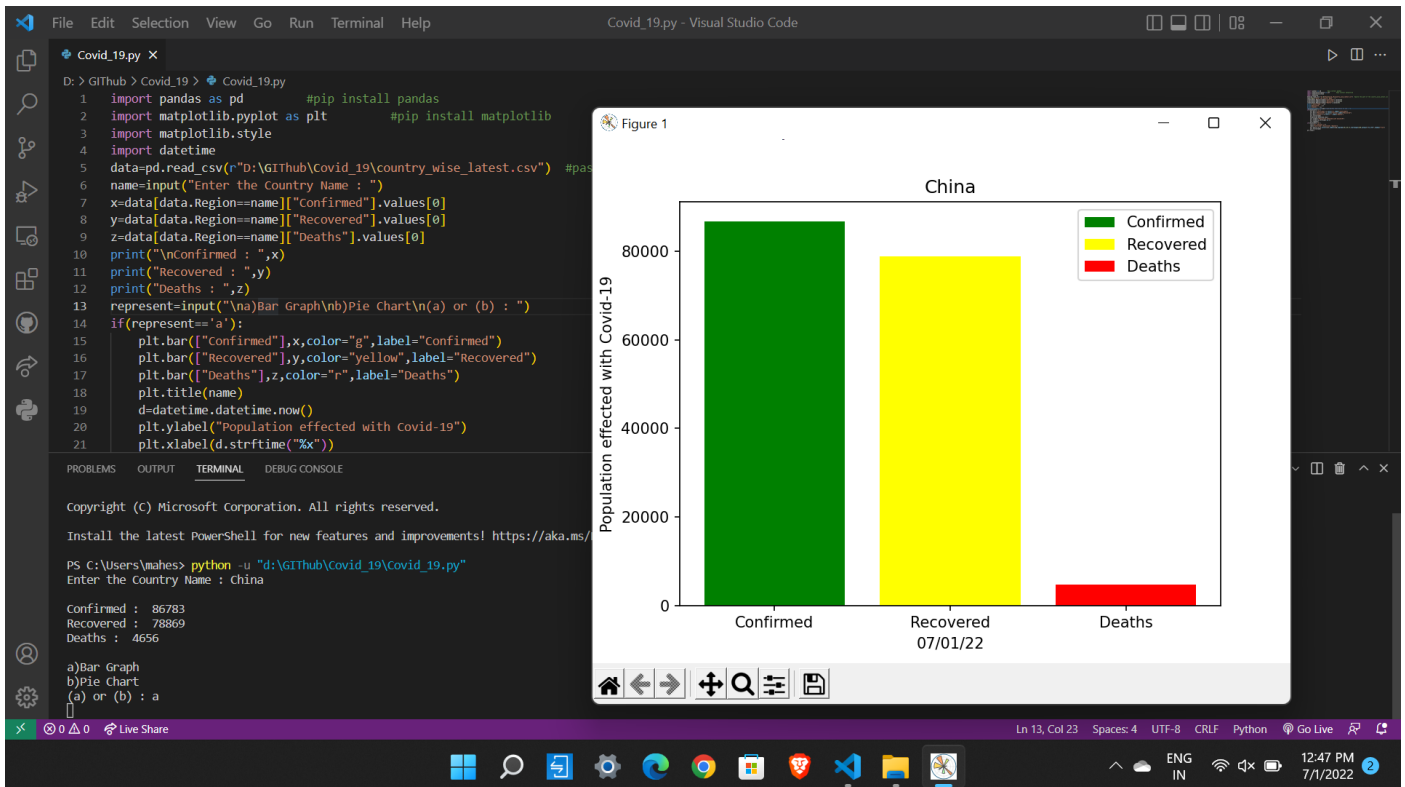 File Edit Selection View Go Run Terminal Help
Covid_19.py - Visual Studio Code
Covid_19.py
D: > GIThub > Covid_19 > Covid_19.py
1 import pandas as pd #pip install pandas
2 import matplotlib.pyplot as plt #pip install matplotlib
3 import matplotlib.style
4 import datetime
5 data=pd.read_csv(r"D:\GIThub\Covid_19\country_wise_latest.csv") #pas
6 name=input("Enter the Country Name : ")
7 x=data[data.Region==name]["Confirmed"].values[0]
8 y=data[data.Region==name]["Recovered"].values[0]
9 z=data[data.Region==name]["Deaths"].values[0]
10 print("\nConfirmed : ",x)
11 print("Recovered : ",y)
12 print("Deaths : ",z)
13 represent=input("\na)Bar Graph\nb)Pie Chart\n(a) or (b) : ")
14 if(represent=='a'):
15 plt.bar(["Confirmed"],x,color="g",label="Confirmed")
16 plt.bar(["Recovered"],y,color="yellow",label="Recovered")
17 plt.bar(["Deaths"],z,color="r",label="Deaths")
18 plt.title(name)
19 d=datetime.datetime.now()
20 plt.ylabel("Population effected with Covid-19")
21 plt.xlabel(d.strftime("%x"))
PROBLEMS OUTPUT TERMINAL DEBUG CONSOLE
Copyright (C) Microsoft Corporation. All rights reserved.
Install the latest PowerShell for new features and improvements! https://aka.ms/
PS C:\Users\mahes> python -u "d:\GIThub\Covid_19\Covid_19.py"
Enter the Country Name : China
Confirmed : 86783
Recovered : 78869
Deaths : 4656
a)Bar Graph
b)Pie Chart
(a) or (b) : a
Figure 1
China
Confirmed
Recovered
Deaths
Population effected with Covid-19
80000
60000
40000
20000
0
Confirmed Recovered Deaths
07/01/22
0 0 Live Share
Ln 13, Col 23 Spaces: 4 UTF-8 CRLF Python Go Live
ENG
IN
12:47 PM
7/1/2022
2